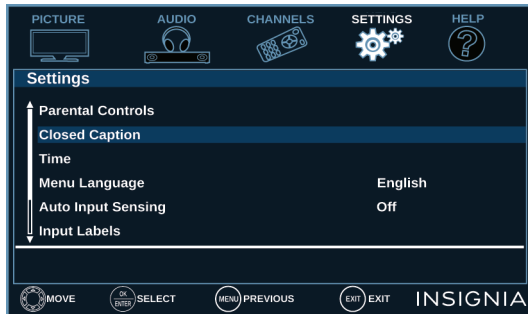 PICTURE AUDIO CHANNELS SETTINGS HELP
Settings
Parental Controls
Closed Caption
Time
Menu Language English
Auto Input Sensing Off
Input Labels
MOVE OK ENTER SELECT MENU PREVIOUS EXIT EXIT INSIGNIA